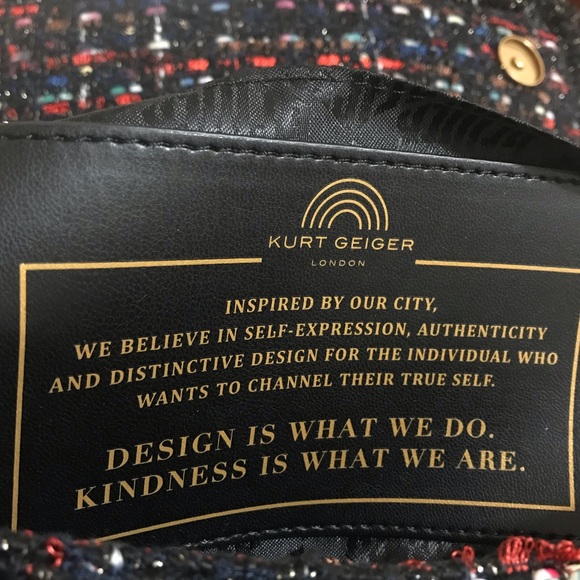 KURT GEIGER
LONDON
INSPIRED BY OUR CITY,
WE BELIEVE IN SELF-EXPRESSION, AUTHENTICITY
AND DISTINCTIVE DESIGN FOR THE INDIVIDUAL WHO
WANTS TO CHANNEL THEIR TRUE SELF.
DESIGN IS WHAT WE DO.
KINDNESS IS WHAT WE ARE.